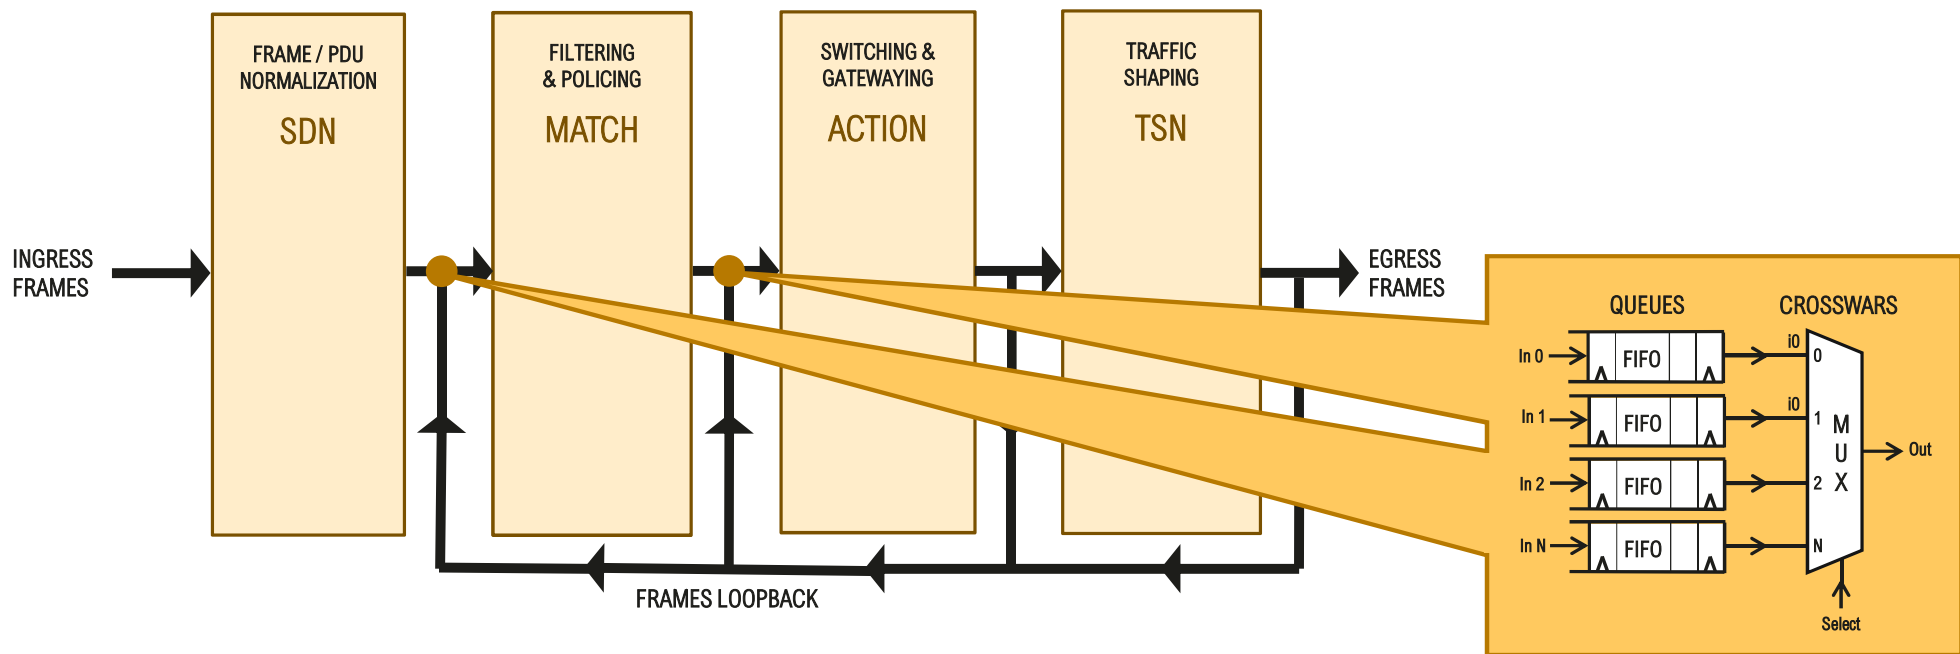 FRAME / PDU
NORMALIZATION
SDN
FILTERING
& POLICING
MATCH
SWITCHING &
GATEWAYING
ACTION
TRAFFIC
SHAPING
TSN
INGRESS
FRAMES
EGRESS
FRAMES
FRAMES LOOPBACK
QUEUES
CROSSWARS
In 0
FIFO
i0
0
In 1
FIFO
i0
1
In 2
FIFO
2
In N
FIFO
N
M
U
X
Out
Select